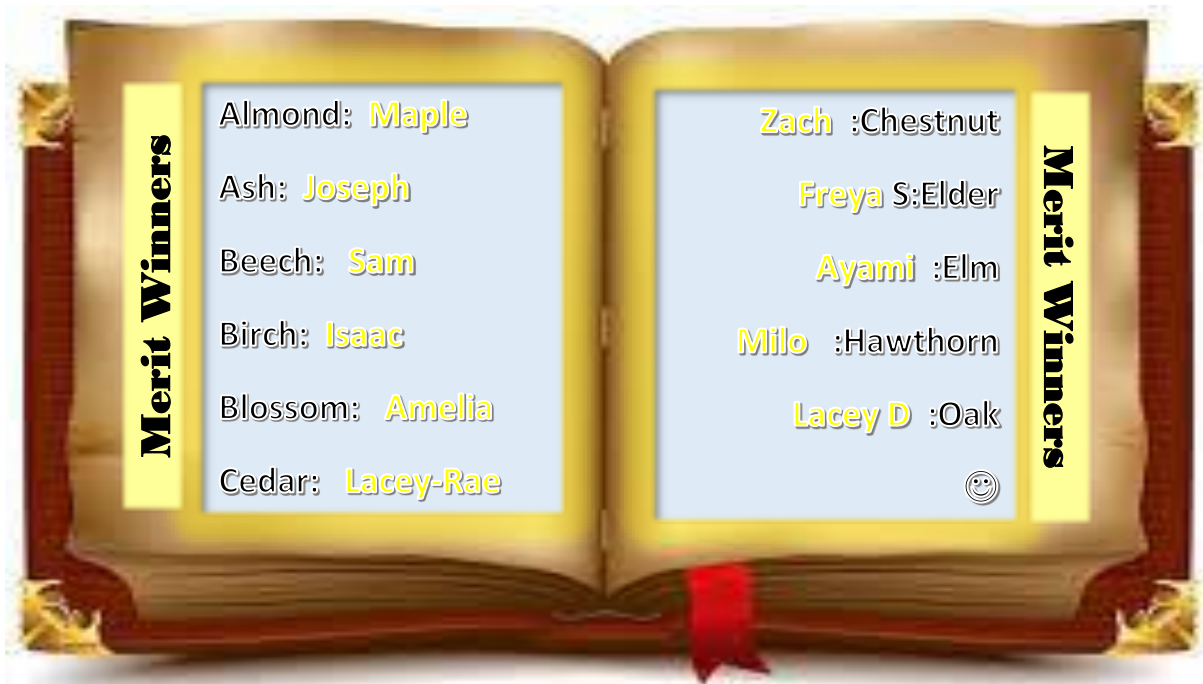 Merit Winners
Almond: Maple
Ash: Joseph
Beech: Sam
Birch: Isaac
Blossom: Amelia
Cedar: Lacey-Rae
Zach :Chestnut
Freya S:Elder
Ayami :Elm
Milo :Hawthorn
Lacey D :Oak
☺
Merit Winners